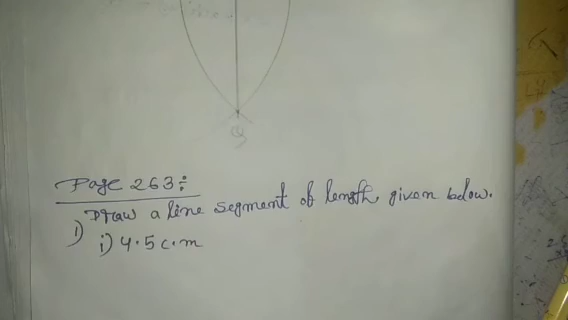 Q
Page 263:
1) Draw a line segment of length given below.
i) 4.5 c.m